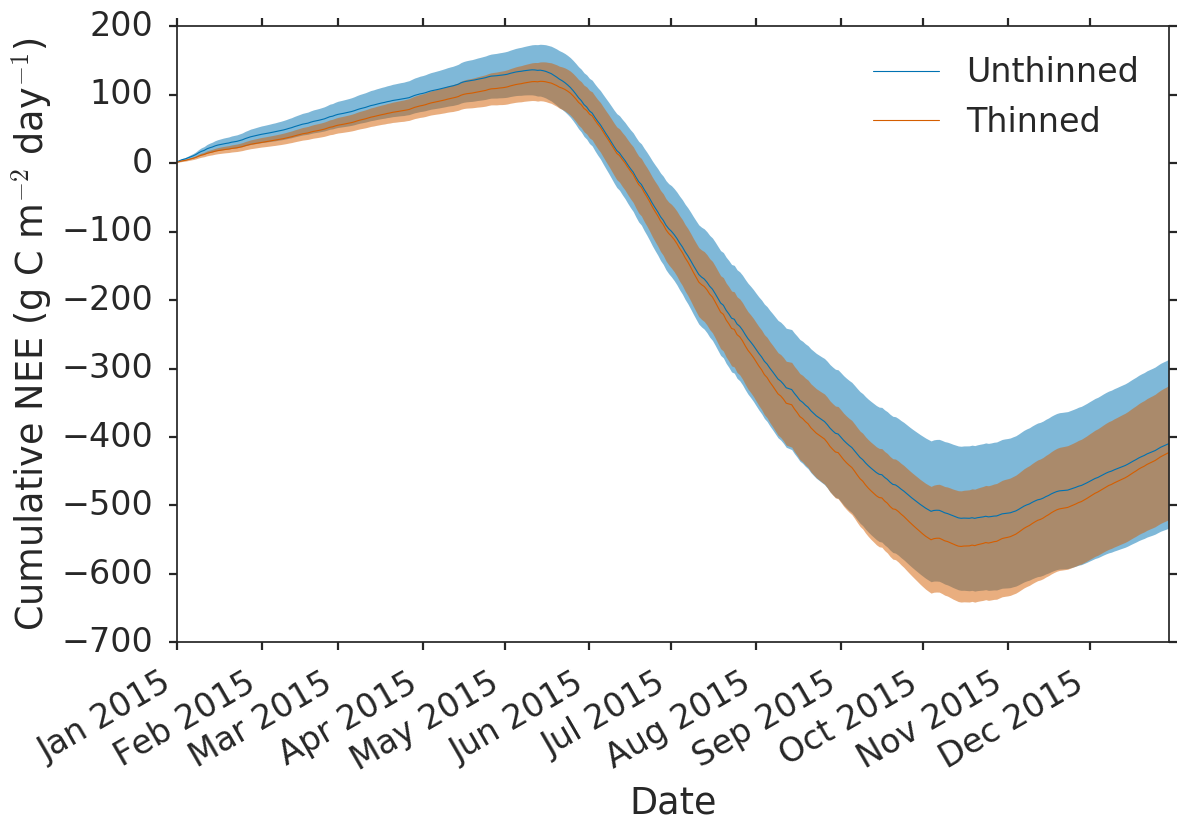 Cumulative NEE (g C m⁻² day⁻¹)
200
100
0
−100
−200
−300
−400
−500
−600
−700
Unthinned
Thinned
Jan 2015
Feb 2015
Mar 2015
Apr 2015
May 2015
Jun 2015
Jul 2015
Aug 2015
Sep 2015
Oct 2015
Nov 2015
Dec 2015
Date